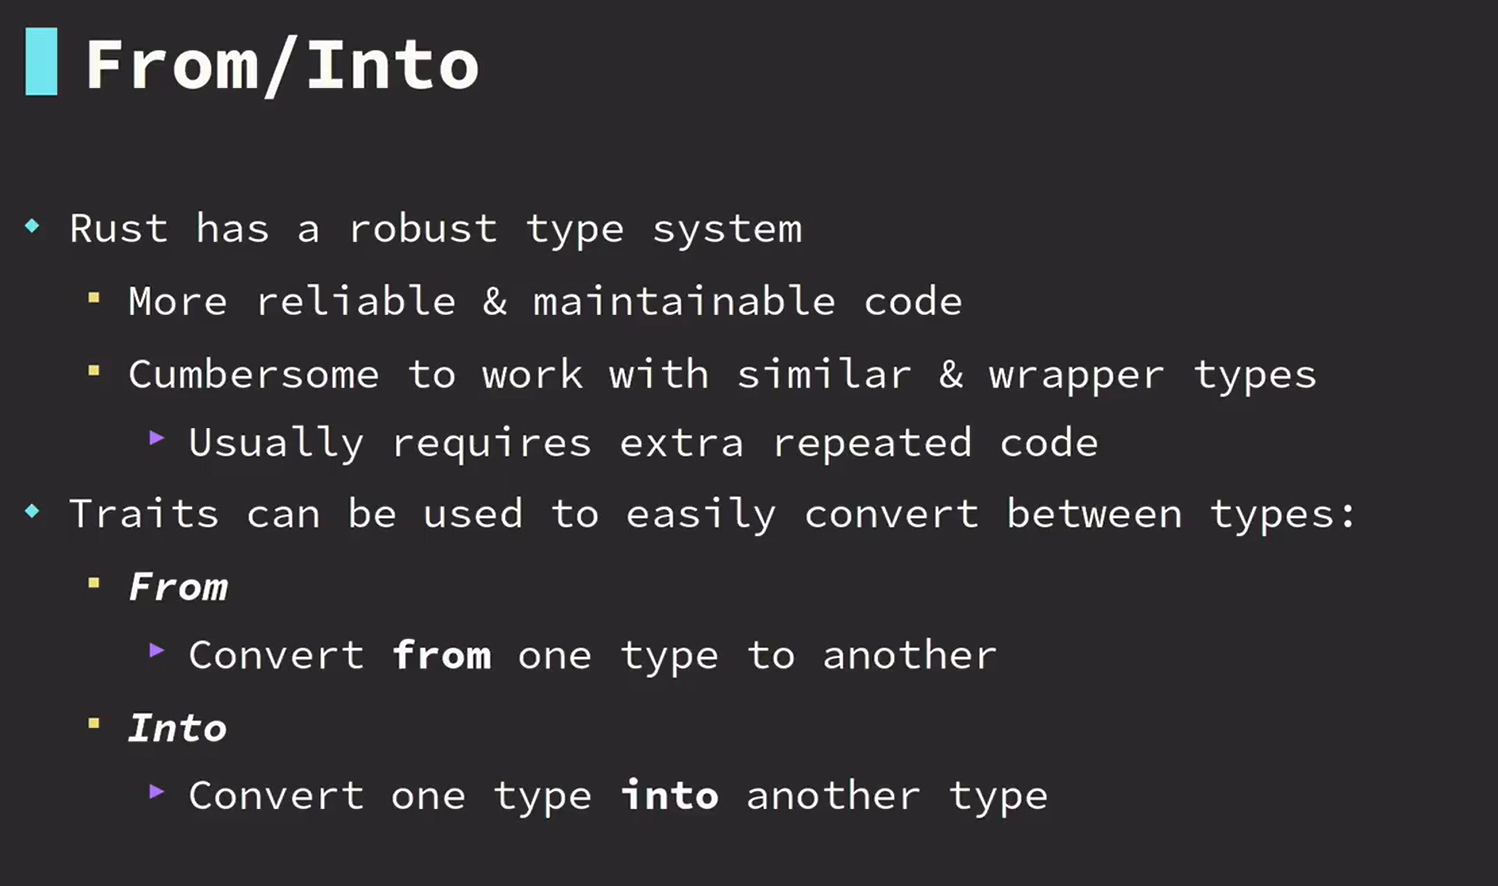 From/Into
Rust has a robust type system
More reliable & maintainable code
Cumbersome to work with similar & wrapper types
Usually requires extra repeated code
Traits can be used to easily convert between types:
From
Convert from one type to another
Into
Convert one type into another type